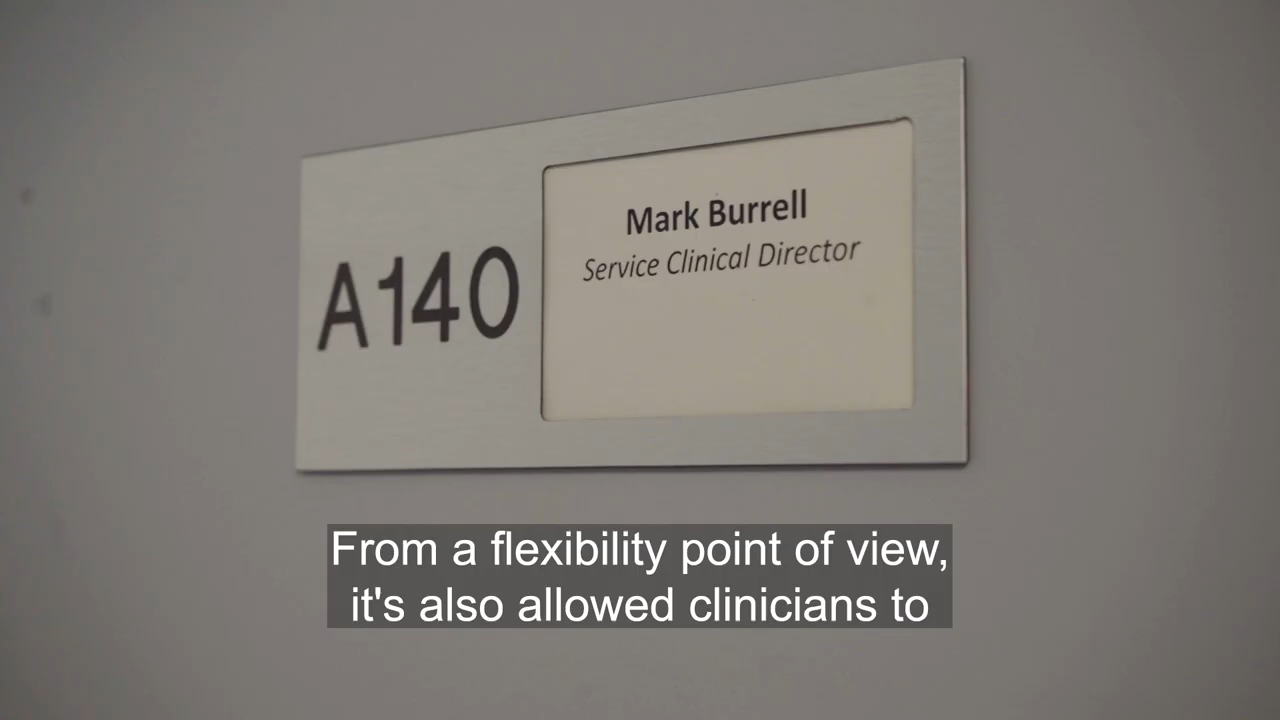 A140
Mark Burrell
Service Clinical Director
From a flexibility point of view,
it's also allowed clinicians to